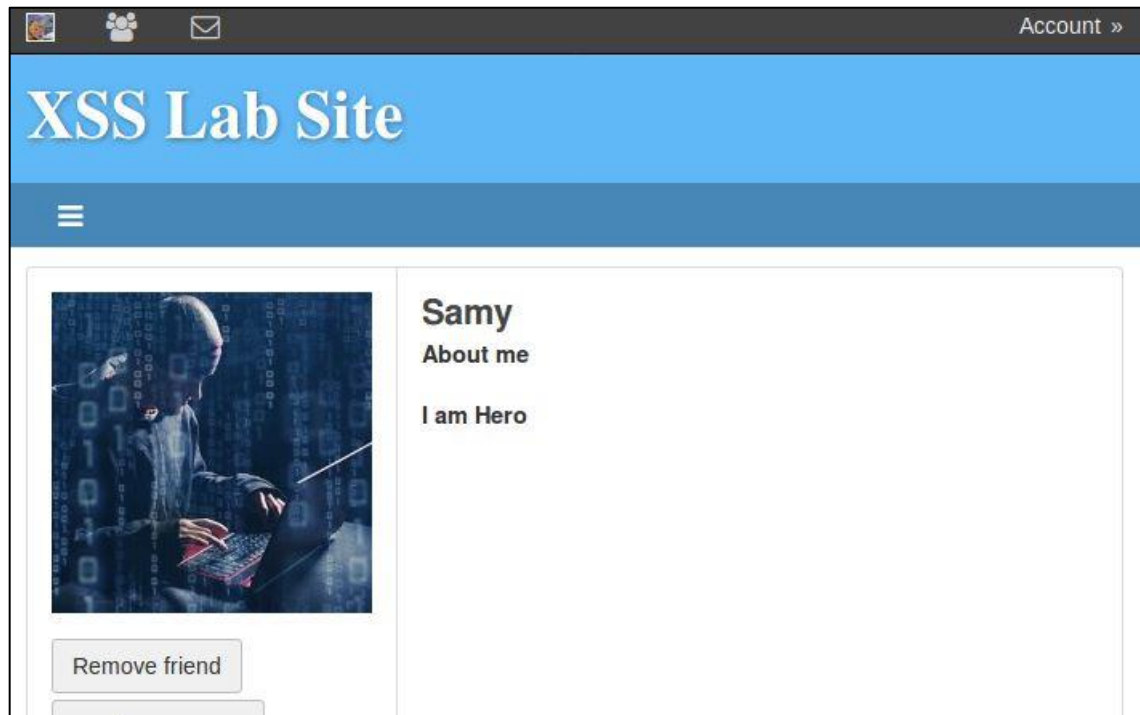 Account »
XSS Lab Site
Samy
About me
I am Hero
Remove friend